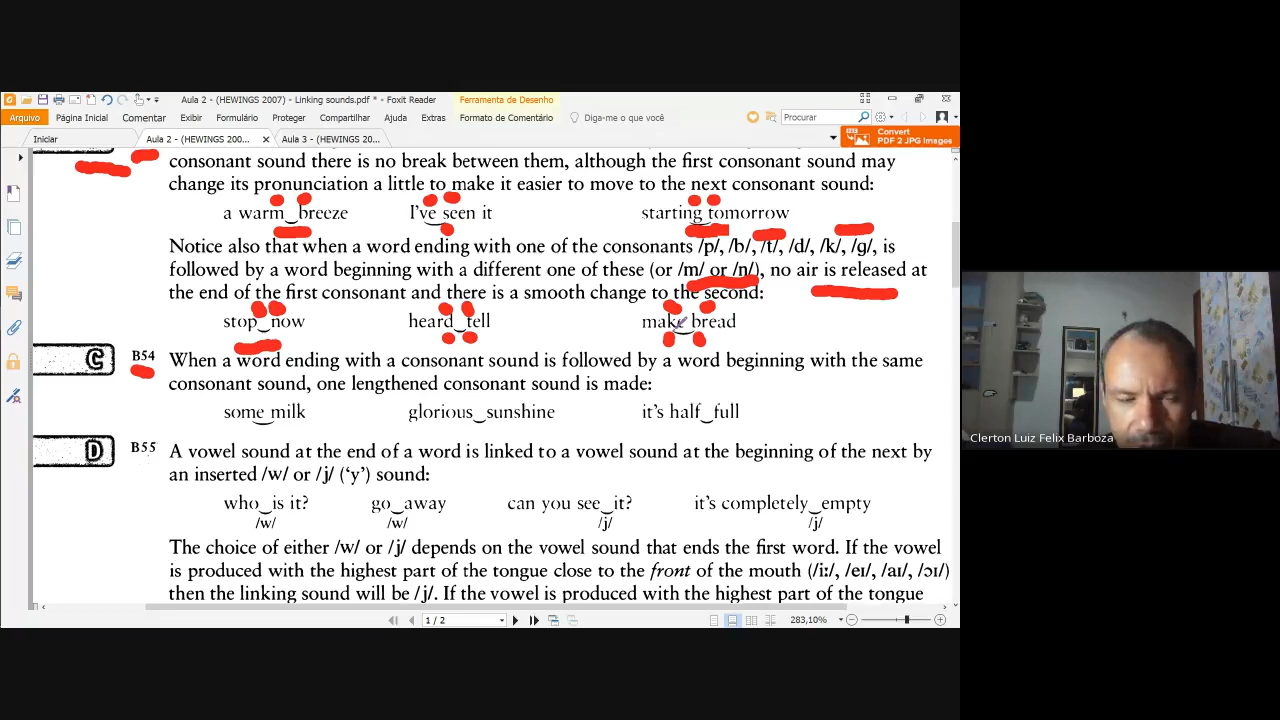 Aula 2 - (HEWINGS 2007) - Linking sounds.pdf * - Foxit Reader
Ferramenta de Desenho
Arquivo Página Inicial Comentar Exibir Formulário Proteger Compartilhar Ajuda Extras Formato de Comentário Diga-me o que você Procurar
Iniciar Aula 2 - (HEWINGS 200... Aula 3 - (HEWINGS 20...
Convert
PDF 2 JPG Images
consonant sound there is no break between them, although the first consonant sound may
change its pronunciation a little to make it easier to move to the next consonant sound:
a warm‿breeze I've‿seen it starting‿tomorrow
Notice also that when a word ending with one of the consonants /p/, /b/, /t/, /d/, /k/, /ɡ/, is
followed by a word beginning with a different one of these (or /m/ or /n/), no air is released at
the end of the first consonant and there is a smooth change to the second:
stop‿now heard‿tell make‿bread
C B54 When a word ending with a consonant sound is followed by a word beginning with the same
consonant sound, one lengthened consonant sound is made:
some‿milk glorious‿sunshine it's half‿full
D B55 A vowel sound at the end of a word is linked to a vowel sound at the beginning of the next by
an inserted /w/ or /j/ ('y') sound:
who‿is it? go‿away can you see‿it? it's completely‿empty
/w/ /w/ /j/ /j/
The choice of either /w/ or /j/ depends on the vowel sound that ends the first word. If the vowel
is produced with the highest part of the tongue close to the front of the mouth (/iː/, /eɪ/, /aɪ/, /ɔɪ/)
then the linking sound will be /j/. If the vowel is produced with the highest part of the tongue
1 / 2
283,10%
Clerton Luiz Felix Barboza